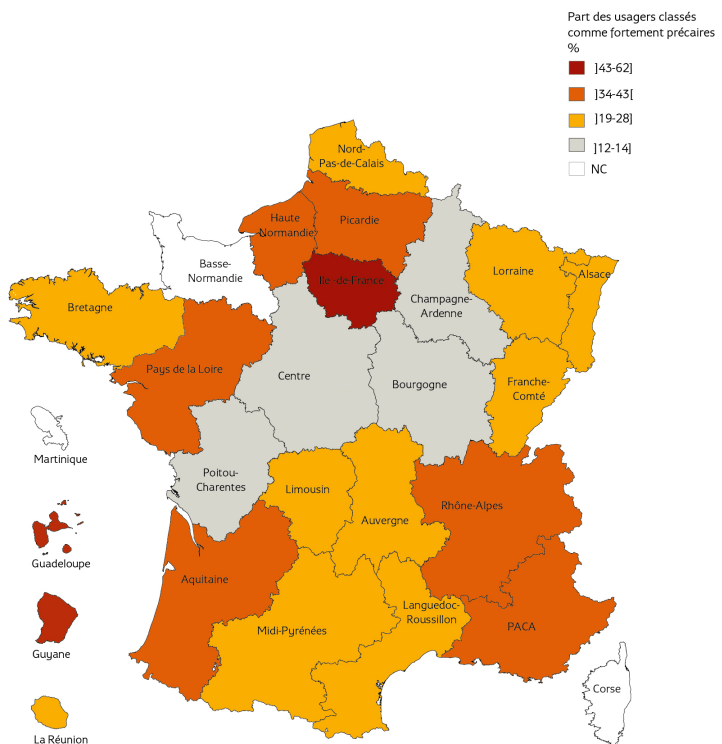 Part des usagers classés
comme fortement précaires
%
]43-62]
]34-43[
]19-28]
]12-14]
NC
Nord-
Pas-de-Calais
Haute
Normandie
Picardie
Basse-
Normandie
Ile -de-France
Lorraine
Alsace
Champagne-
Ardenne
Bretagne
Pays de la Loire
Centre
Bourgogne
Franche-
Comté
Martinique
Poitou-
Charentes
Limousin
Auvergne
Rhône-Alpes
Guadeloupe
Aquitaine
Languedoc-
Roussillon
Midi-Pyrénées
PACA
Guyane
Corse
La Réunion